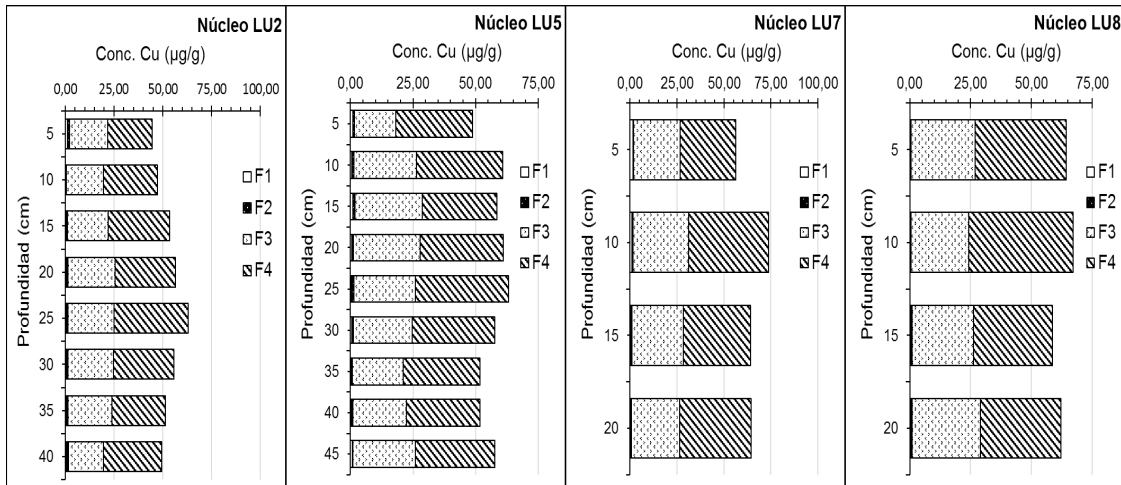 Núcleo LU2
Conc. Cu (µg/g)
0,00 25,00 50,00 75,00 100,00
Profundidad (cm)
5
10
15
20
25
30
35
40
F1
F2
F3
F4
Núcleo LU5
Conc. Cu (µg/g)
0,00 25,00 50,00 75,00
Profundidad (cm)
5
10
15
20
25
30
35
40
45
F1
F2
F3
F4
Núcleo LU7
Conc. Cu (µg/g)
0,00 25,00 50,00 75,00 100,00
Profundidad (cm)
5
10
15
20
F1
F2
F3
F4
Núcleo LU8
Conc. Cu (µg/g)
0,00 25,00 50,00 75,00
Profundidad (cm)
5
10
15
20
F1
F2
F3
F4